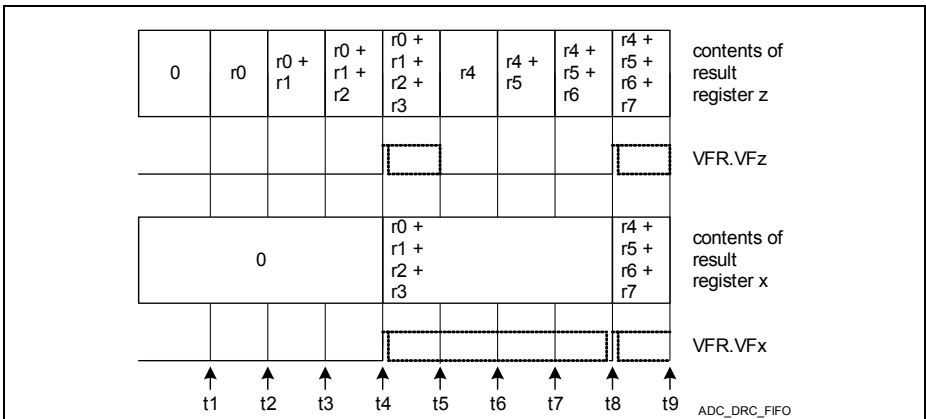 0
r0
r0 +
r1
r0 +
r1 +
r2
r0 +
r1 +
r2 +
r3
r4
r4 +
r5
r4 +
r5 +
r6
r4 +
r5 +
r6 +
r7
contents of
result
register z
VFR.VFz
0
r0 +
r1 +
r2 +
r3
r4 +
r5 +
r6 +
r7
contents of
result
register x
VFR.VFx
t1 t2 t3 t4 t5 t6 t7 t8 t9
ADC_DRC_FIFO